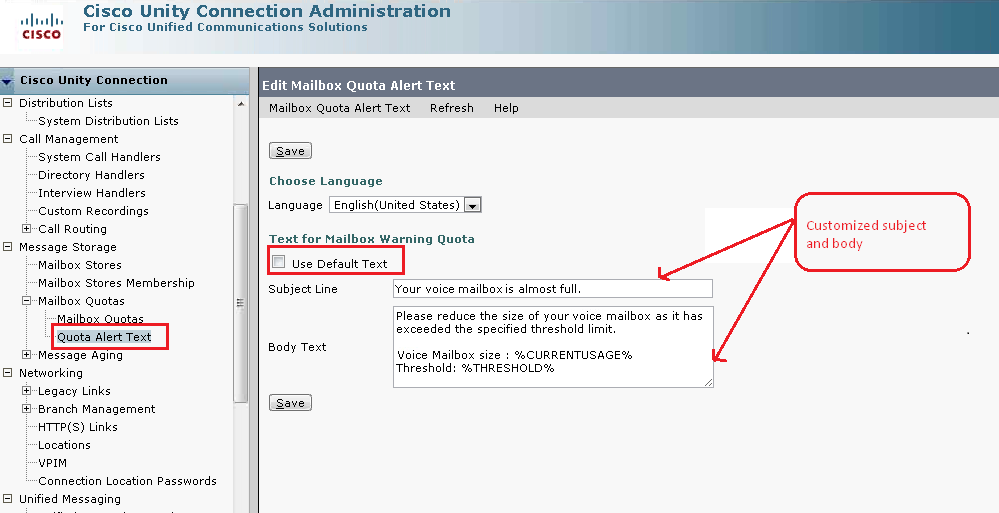 Cisco Unity Connection Administration
For Cisco Unified Communications Solutions
CISCO
Cisco Unity Connection
Distribution Lists
System Distribution Lists
Call Management
System Call Handlers
Directory Handlers
Interview Handlers
Custom Recordings
Call Routing
Message Storage
Mailbox Stores
Mailbox Stores Membership
Mailbox Quotas
Mailbox Quotas
Quota Alert Text
Message Aging
Networking
Legacy Links
Branch Management
HTTP(S) Links
Locations
VPIM
Connection Location Passwords
Unified Messaging
Edit Mailbox Quota Alert Text
Mailbox Quota Alert Text Refresh Help
Save
Choose Language
Language English(United States)
Text for Mailbox Warning Quota
Use Default Text
Subject Line Your voice mailbox is almost full.
Body Text
Please reduce the size of your voice mailbox as it has
exceeded the specified threshold limit.
Voice Mailbox size : %CURRENTUSAGE%
Threshold: %THRESHOLD%
Save
Customized subject
and body